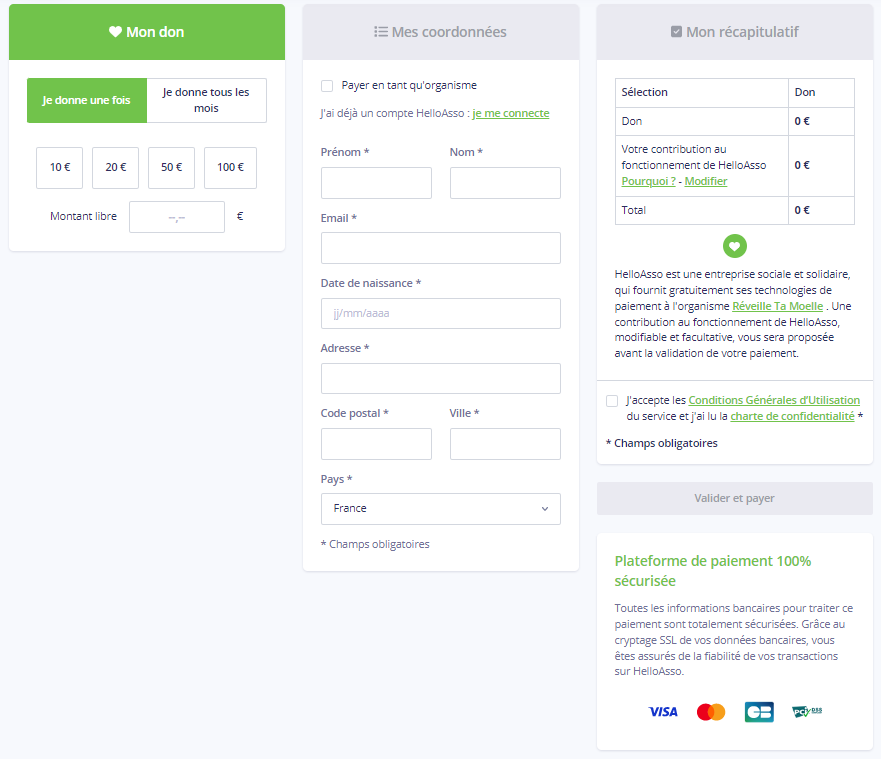 Mon don
Je donne une fois
Je donne tous les
mois
10 €
20 €
50 €
100 €
Montant libre
--,--
€
Mes coordonnées
Payer en tant qu'organisme
J'ai déjà un compte HelloAsso : je me connecte
Prénom *
Nom *
Email *
Date de naissance *
jj/mm/aaaa
Adresse *
Code postal *
Ville *
Pays *
France
* Champs obligatoires
Mon récapitulatif
Sélection
Don
Don
0 €
Votre contribution au
fonctionnement de HelloAsso
Pourquoi ? - Modifier
0 €
Total
0 €
HelloAsso est une entreprise sociale et solidaire,
qui fournit gratuitement ses technologies de
paiement à l'organisme Réveille Ta Moelle . Une
contribution au fonctionnement de HelloAsso,
modifiable et facultative, vous sera proposée
avant la validation de votre paiement.
J'accepte les Conditions Générales d’Utilisation
du service et j'ai lu la charte de confidentialité *
* Champs obligatoires
Valider et payer
Plateforme de paiement 100%
sécurisée
Toutes les informations bancaires pour traiter ce
paiement sont totalement sécurisées. Grâce au
cryptage SSL de vos données bancaires, vous
êtes assurés de la fiabilité de vos transactions
sur HelloAsso.
VISA
CB
PCI DSS